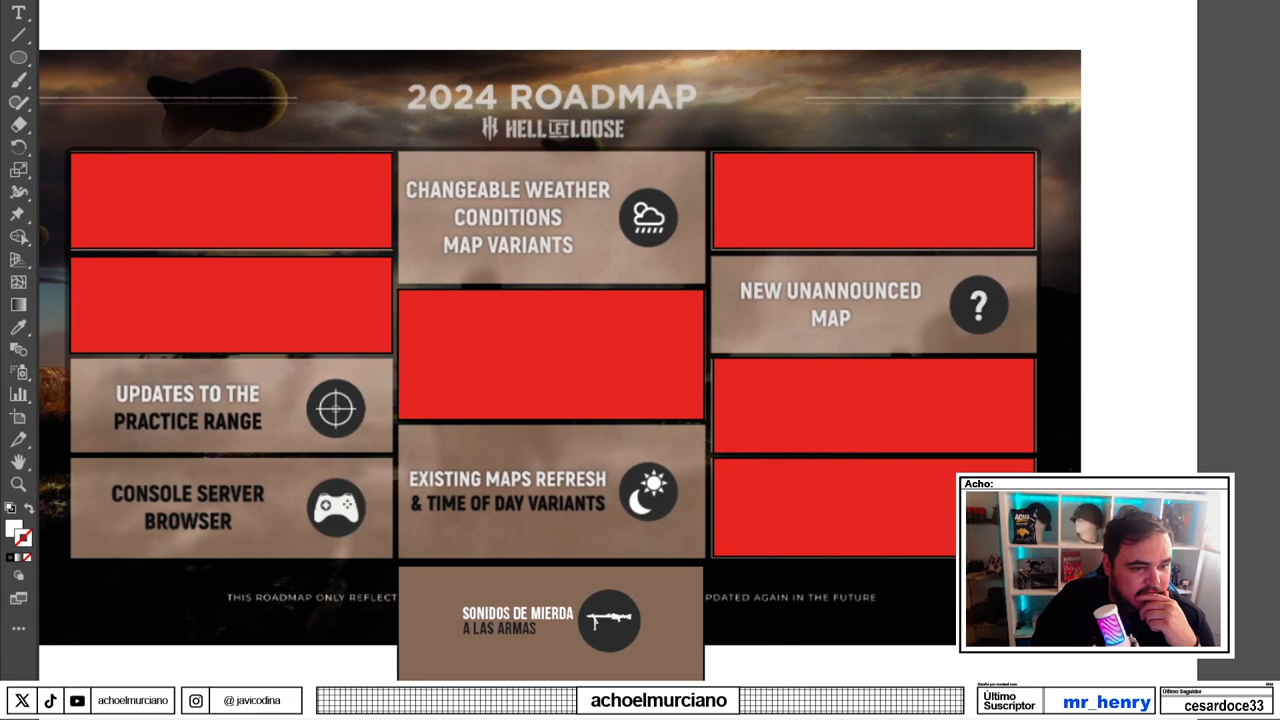 2024 ROADMAP
HELL LET LOOSE
CHANGEABLE WEATHER
CONDITIONS
MAP VARIANTS
NEW UNANNOUNCED
MAP
?
UPDATES TO THE
PRACTICE RANGE
EXISTING MAPS REFRESH
& TIME OF DAY VARIANTS
CONSOLE SERVER
BROWSER
THIS ROADMAP ONLY REFLECT
PDATED AGAIN IN THE FUTURE
SONIDOS DE MIERDA
A LAS ARMAS
Acho:
achoelmurciano
@ javicodina
achoelmurciano
Último
Suscriptor
mr_henry
Último Seguidor
cesardoce33